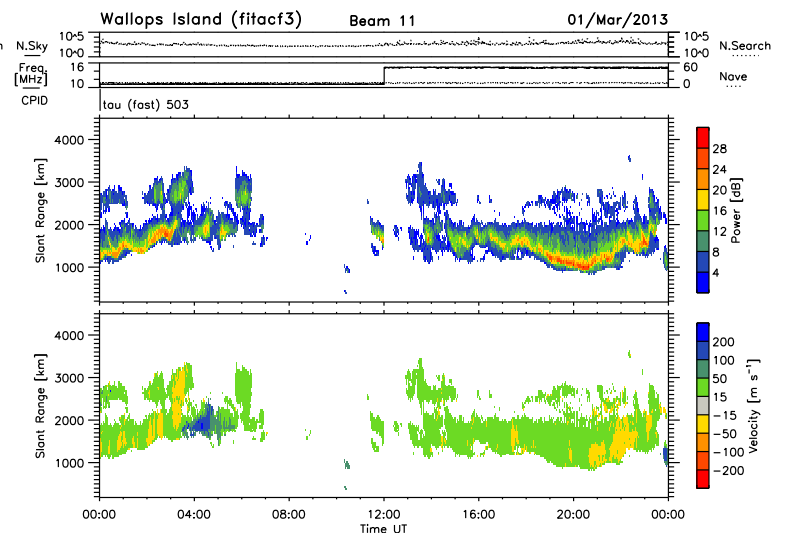 Wallops Island (fitacf3) Beam 11 01/Mar/2013
n N.Sky 10^5 10^5 N.Search
10^0 10^0
Freq. 16 60 Nave
[MHz] 10 0
CPID tau (fast) 503
4000
3000
2000
1000
Slant Range [km]
28
24
20
16
12
8
4
Power [dB]
4000
3000
2000
1000
Slant Range [km]
200
100
50
15
-15
-50
-100
-200
Velocity [m s⁻¹]
00:00 04:00 08:00 12:00 16:00 20:00 00:00
Time UT